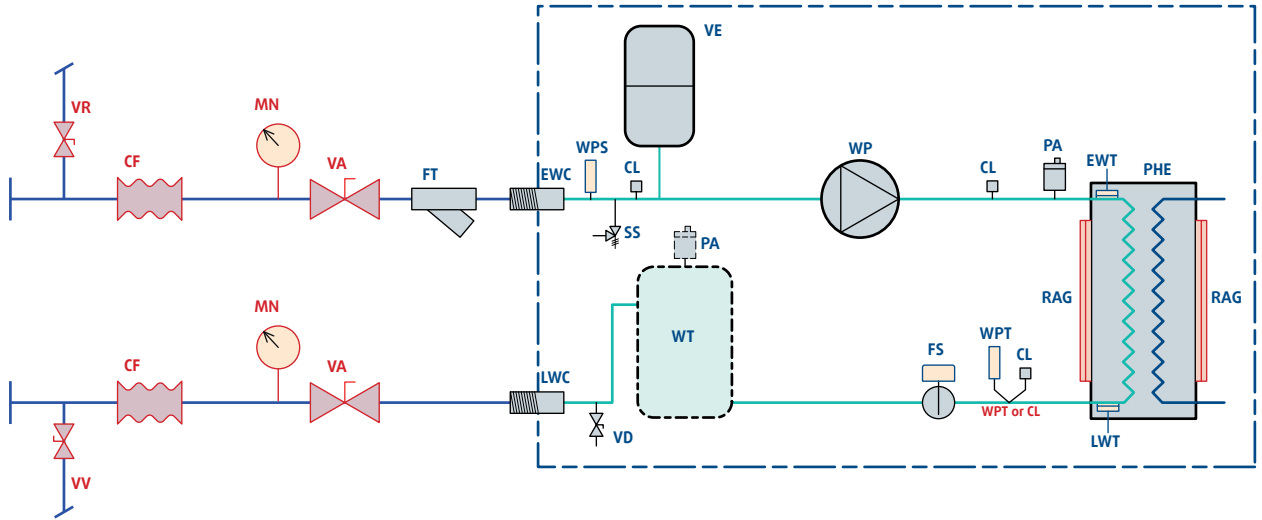 VE
VR
MN
CF
VA
FT
EWC
WPS
CL
WP
CL
PA
EWT
PHE
SS
PA
RAG
RAG
MN
CF
VA
LWC
WT
FS
WPT
CL
WPT or CL
VD
LWT
VV